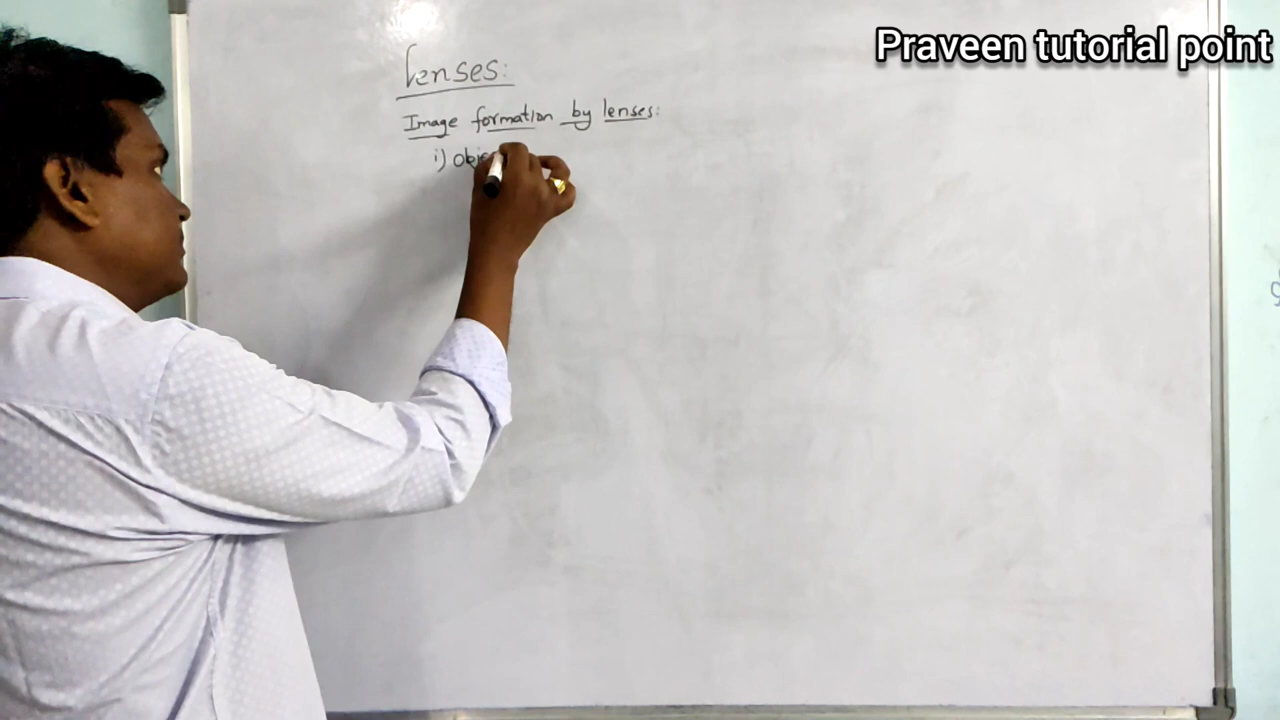 Praveen tutorial point
Lenses:
Image formation by lenses:
i)